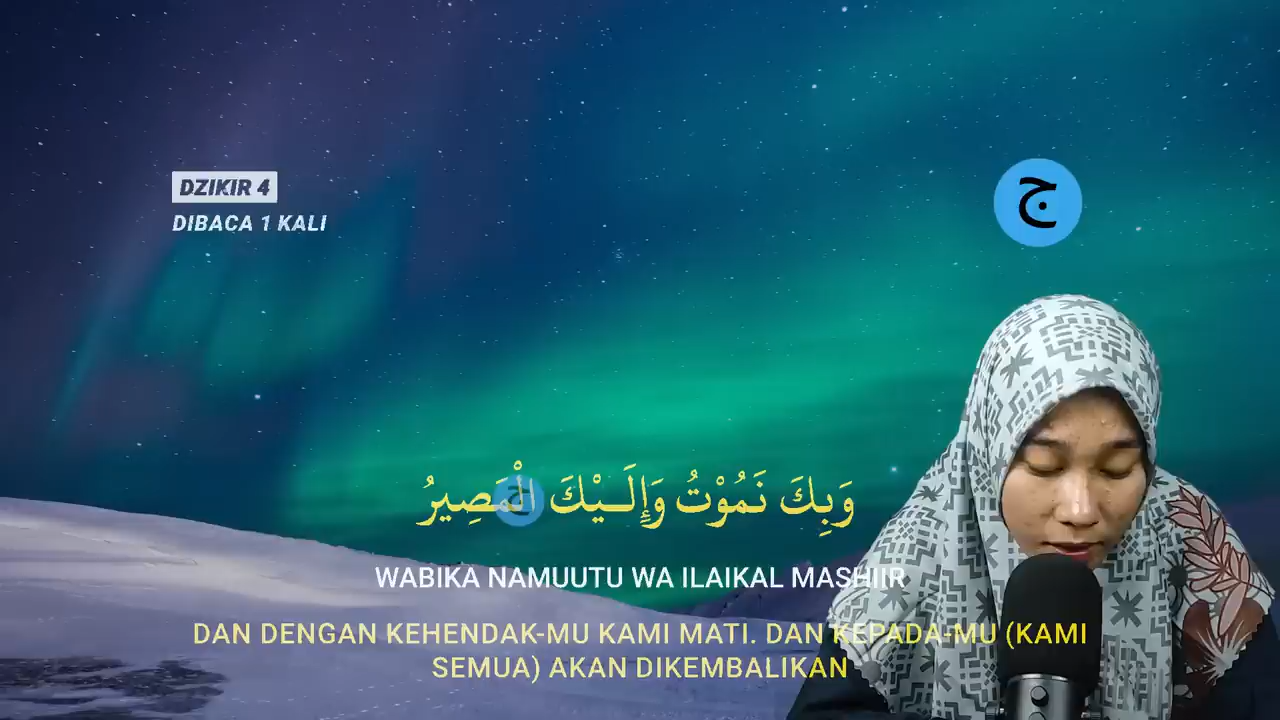 DZIKIR 4
DIBACA 1 KALI
ج
وَبِكَ نَمُوْتُ وَإِلَـــيْكَ الْمَصِيرُ
WABIKA NAMUUTU WA ILAIKAL MASHIIR
DAN DENGAN KEHENDAK-MU KAMI MATI. DAN KEPADA-MU (KAMI
SEMUA) AKAN DIKEMBALIKAN